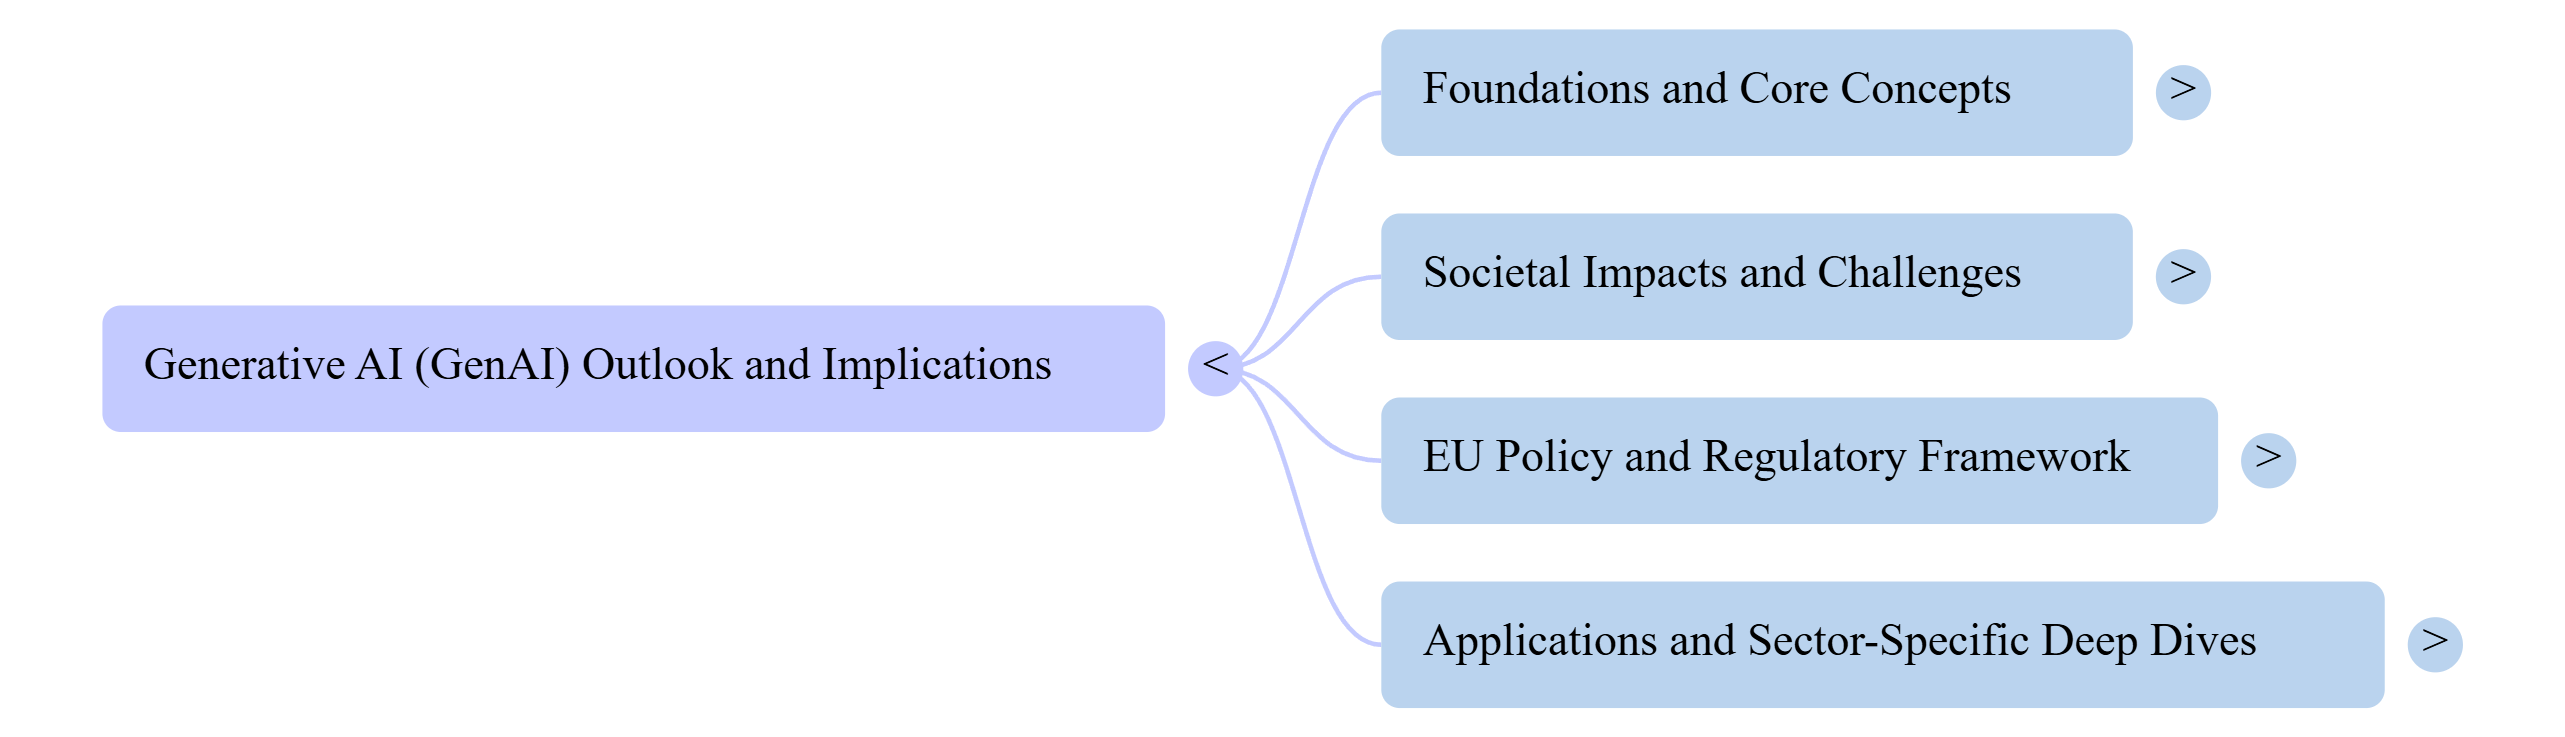 Foundations and Core Concepts >
Societal Impacts and Challenges >
Generative AI (GenAI) Outlook and Implications <
EU Policy and Regulatory Framework >
Applications and Sector-Specific Deep Dives >